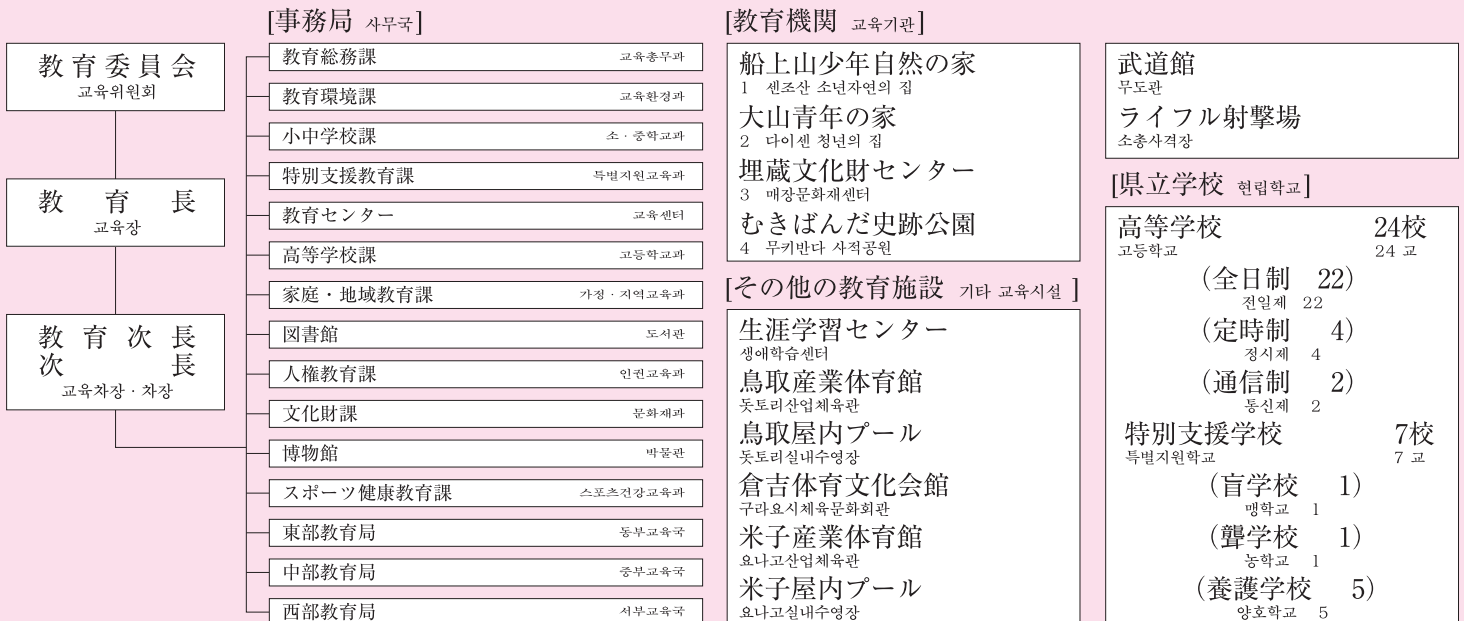 教育委員会
교육위원회
教育長
교육장
教育次長
次長
교육차장 · 차장
[事務局 사무국]
教育総務課 교육총무과
教育環境課 교육환경과
小中学校課 소 · 중학교과
特別支援教育課 특별지원교육과
教育センター 교육센터
高等学校課 고등학교과
家庭・地域教育課 가정 · 지역교육과
図書館 도서관
人権教育課 인권교육과
文化財課 문화재과
博物館 박물관
スポーツ健康教育課 스포츠건강교육과
東部教育局 동부교육국
中部教育局 중부교육국
西部教育局 서부교육국
[教育機関 교육기관]
船上山少年自然の家
1 센조산 소년자연의 집
大山青年の家
2 다이센 청년의 집
埋蔵文化財センター
3 매장문화재센터
むきばんだ史跡公園
4 무키반다 사적공원
[その他の教育施設 기타 교육시설 ]
生涯学習センター
생애학습센터
鳥取産業体育館
돗토리산업체육관
鳥取屋内プール
돗토리실내수영장
倉吉体育文化会館
구라요시체육문화회관
米子産業体育館
요나고산업체육관
米子屋内プール
요나고실내수영장
武道館
무도관
ライフル射撃場
소총사격장
[県立学校 현립학교]
高等学校 24校
고등학교 24 교
(全日制 22)
전일제 22
(定時制 4)
정시제 4
(通信制 2)
통신제 2
特別支援学校 7校
특별지원학교 7 교
(盲学校 1)
맹학교 1
(聾学校 1)
농학교 1
(養護学校 5)
양호학교 5